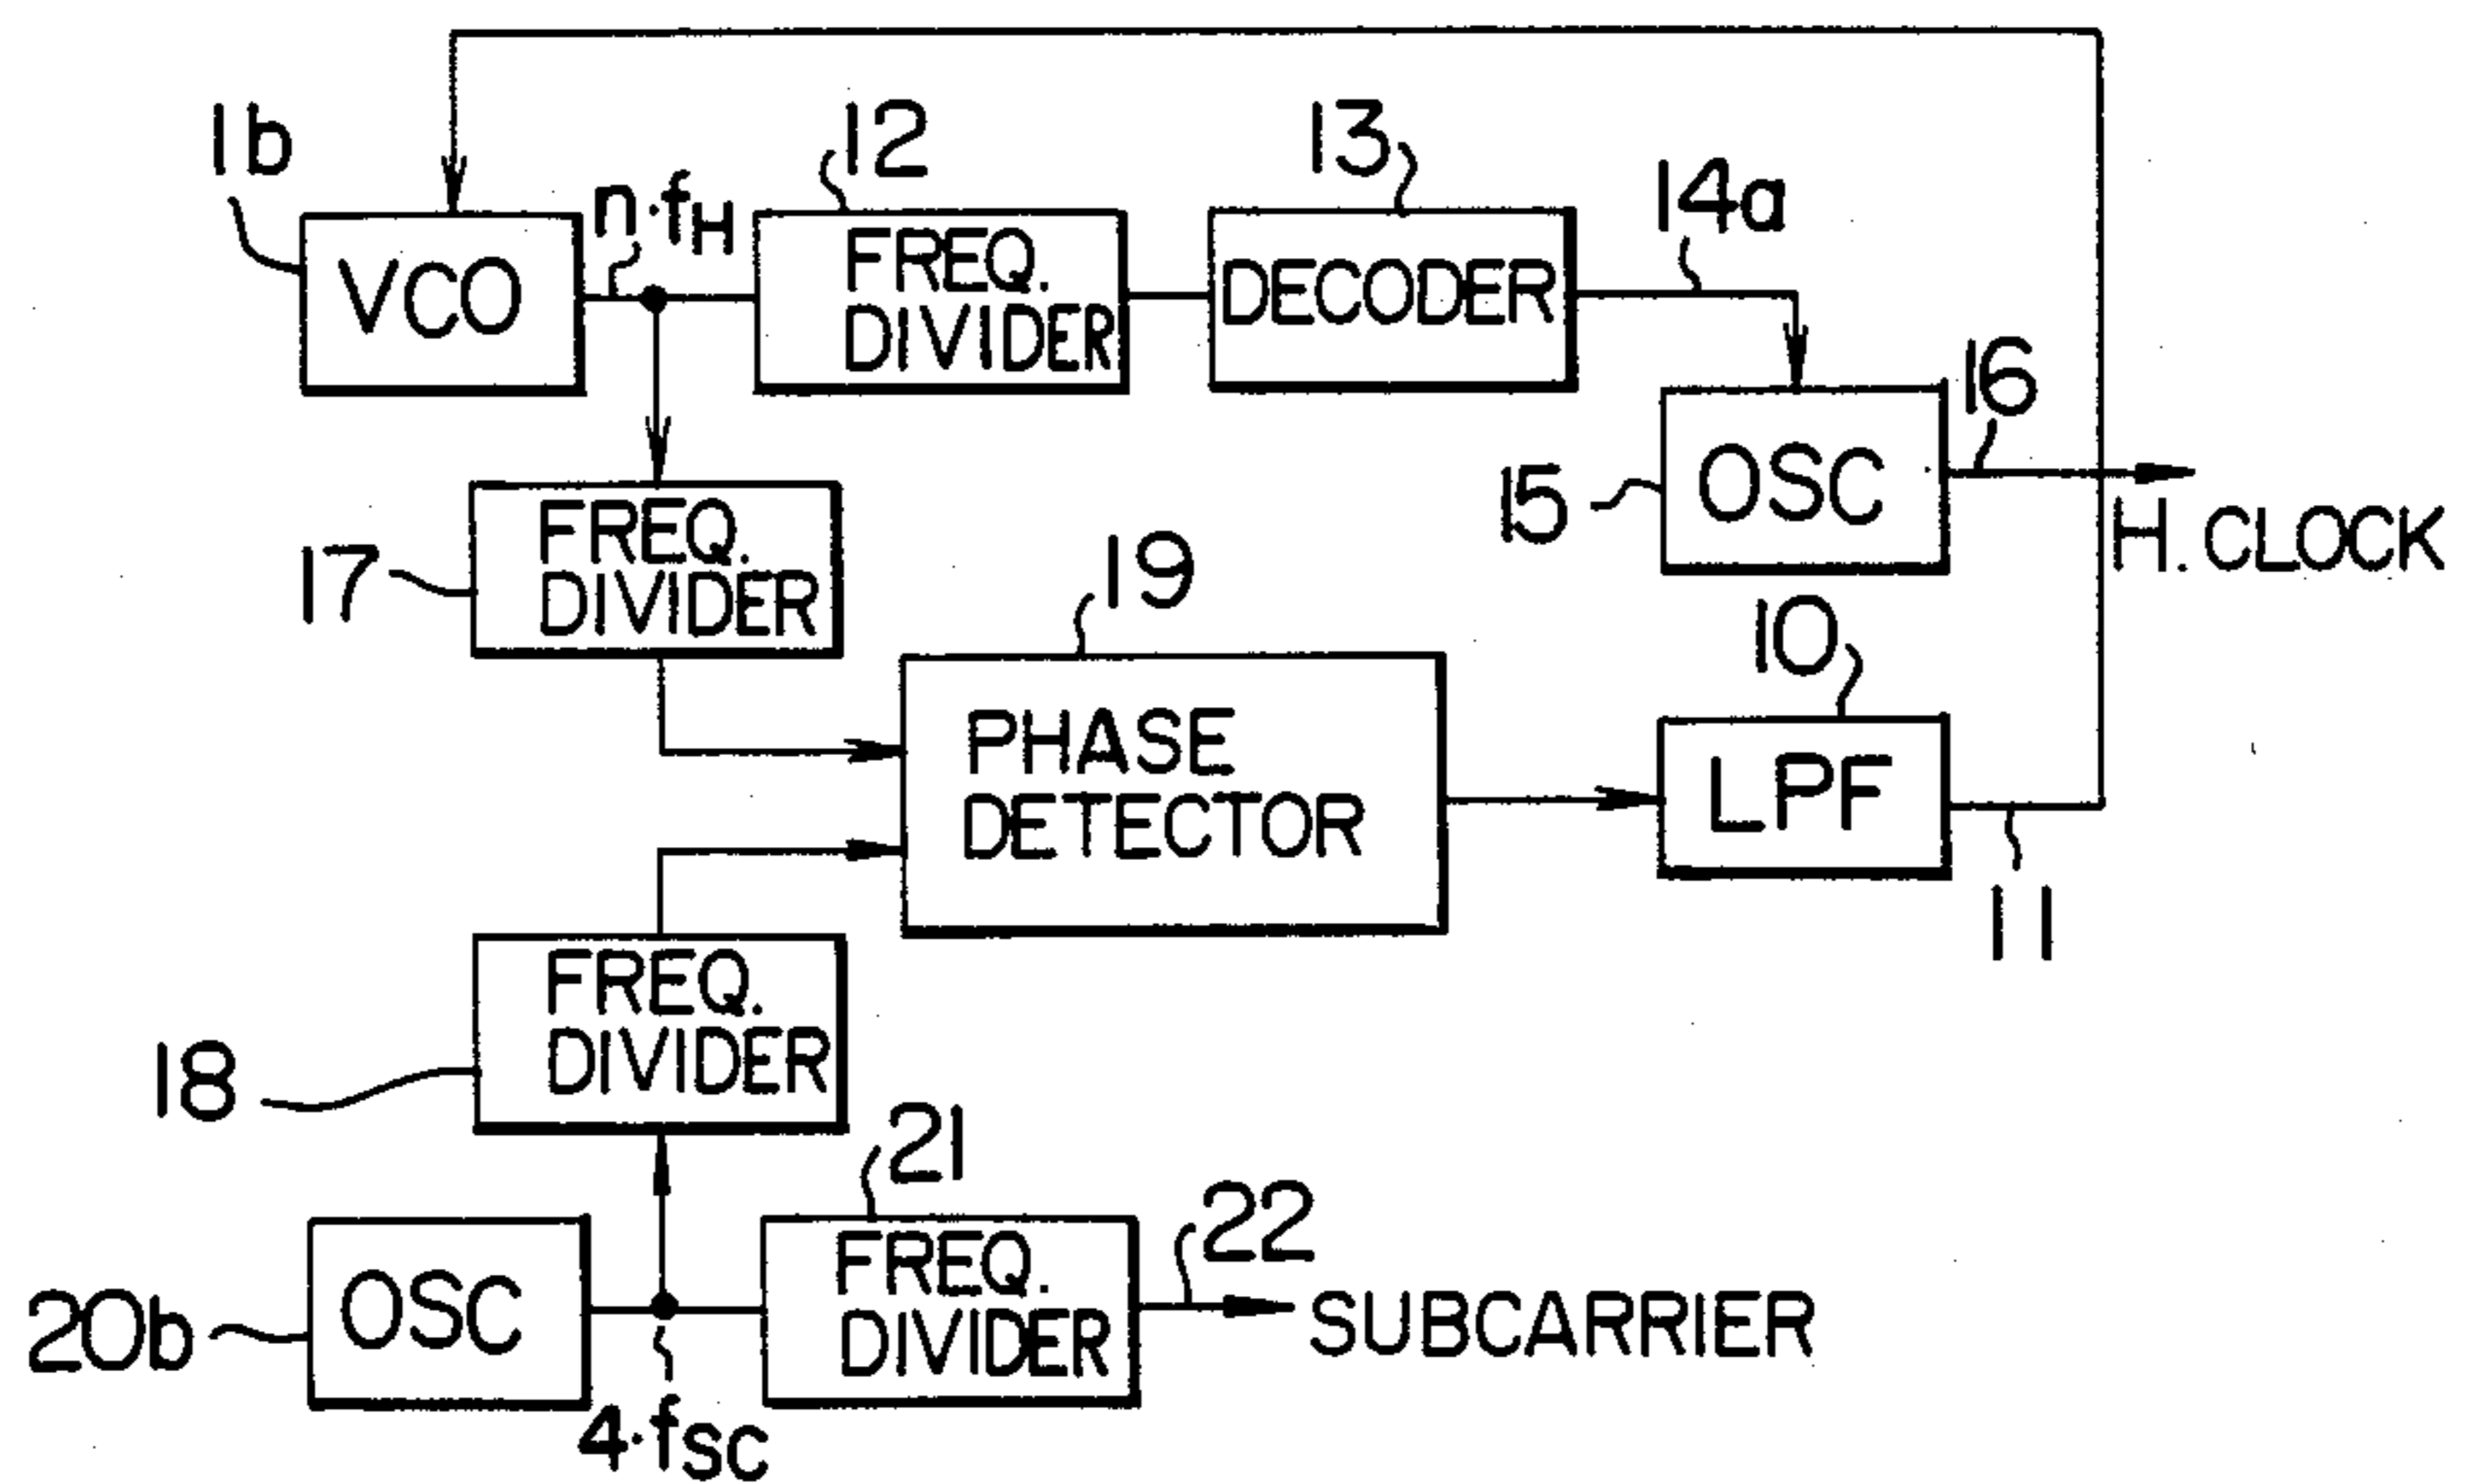 1b
VCO
n·fH
12
FREQ.
DIVIDER
13
DECODER
14a
15
OSC
16
H. CLOCK
17
FREQ.
DIVIDER
19
PHASE
DETECTOR
10
LPF
11
18
FREQ.
DIVIDER
20b
OSC
4·fSC
21
FREQ.
DIVIDER
22
SUBCARRIER